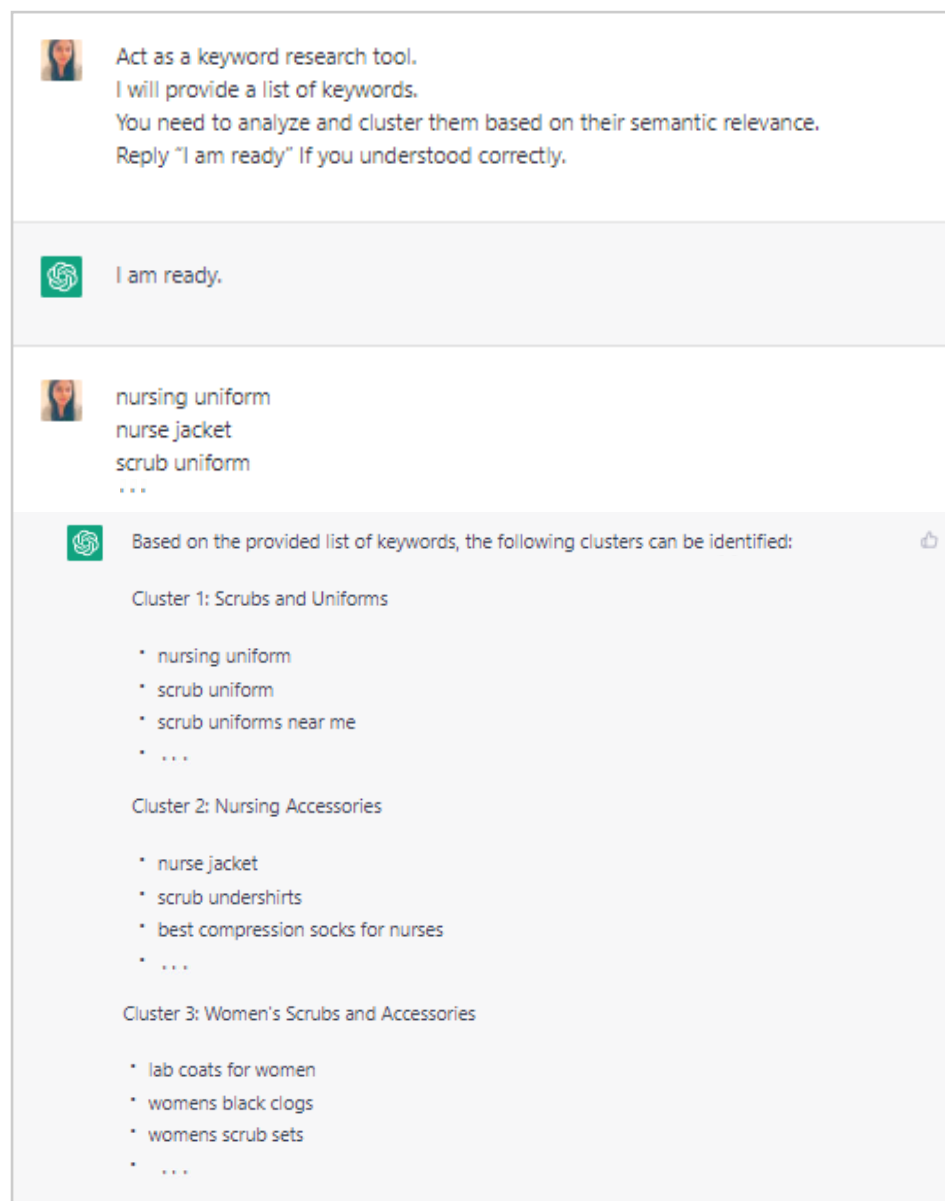 Act as a keyword research tool.
I will provide a list of keywords.
You need to analyze and cluster them based on their semantic relevance.
Reply “I am ready” If you understood correctly.
I am ready.
nursing uniform
nurse jacket
scrub uniform
...
Based on the provided list of keywords, the following clusters can be identified:
Cluster 1: Scrubs and Uniforms
• nursing uniform
• scrub uniform
• scrub uniforms near me
• ...
Cluster 2: Nursing Accessories
• nurse jacket
• scrub undershirts
• best compression socks for nurses
• ...
Cluster 3: Women's Scrubs and Accessories
• lab coats for women
• womens black clogs
• womens scrub sets
• ...